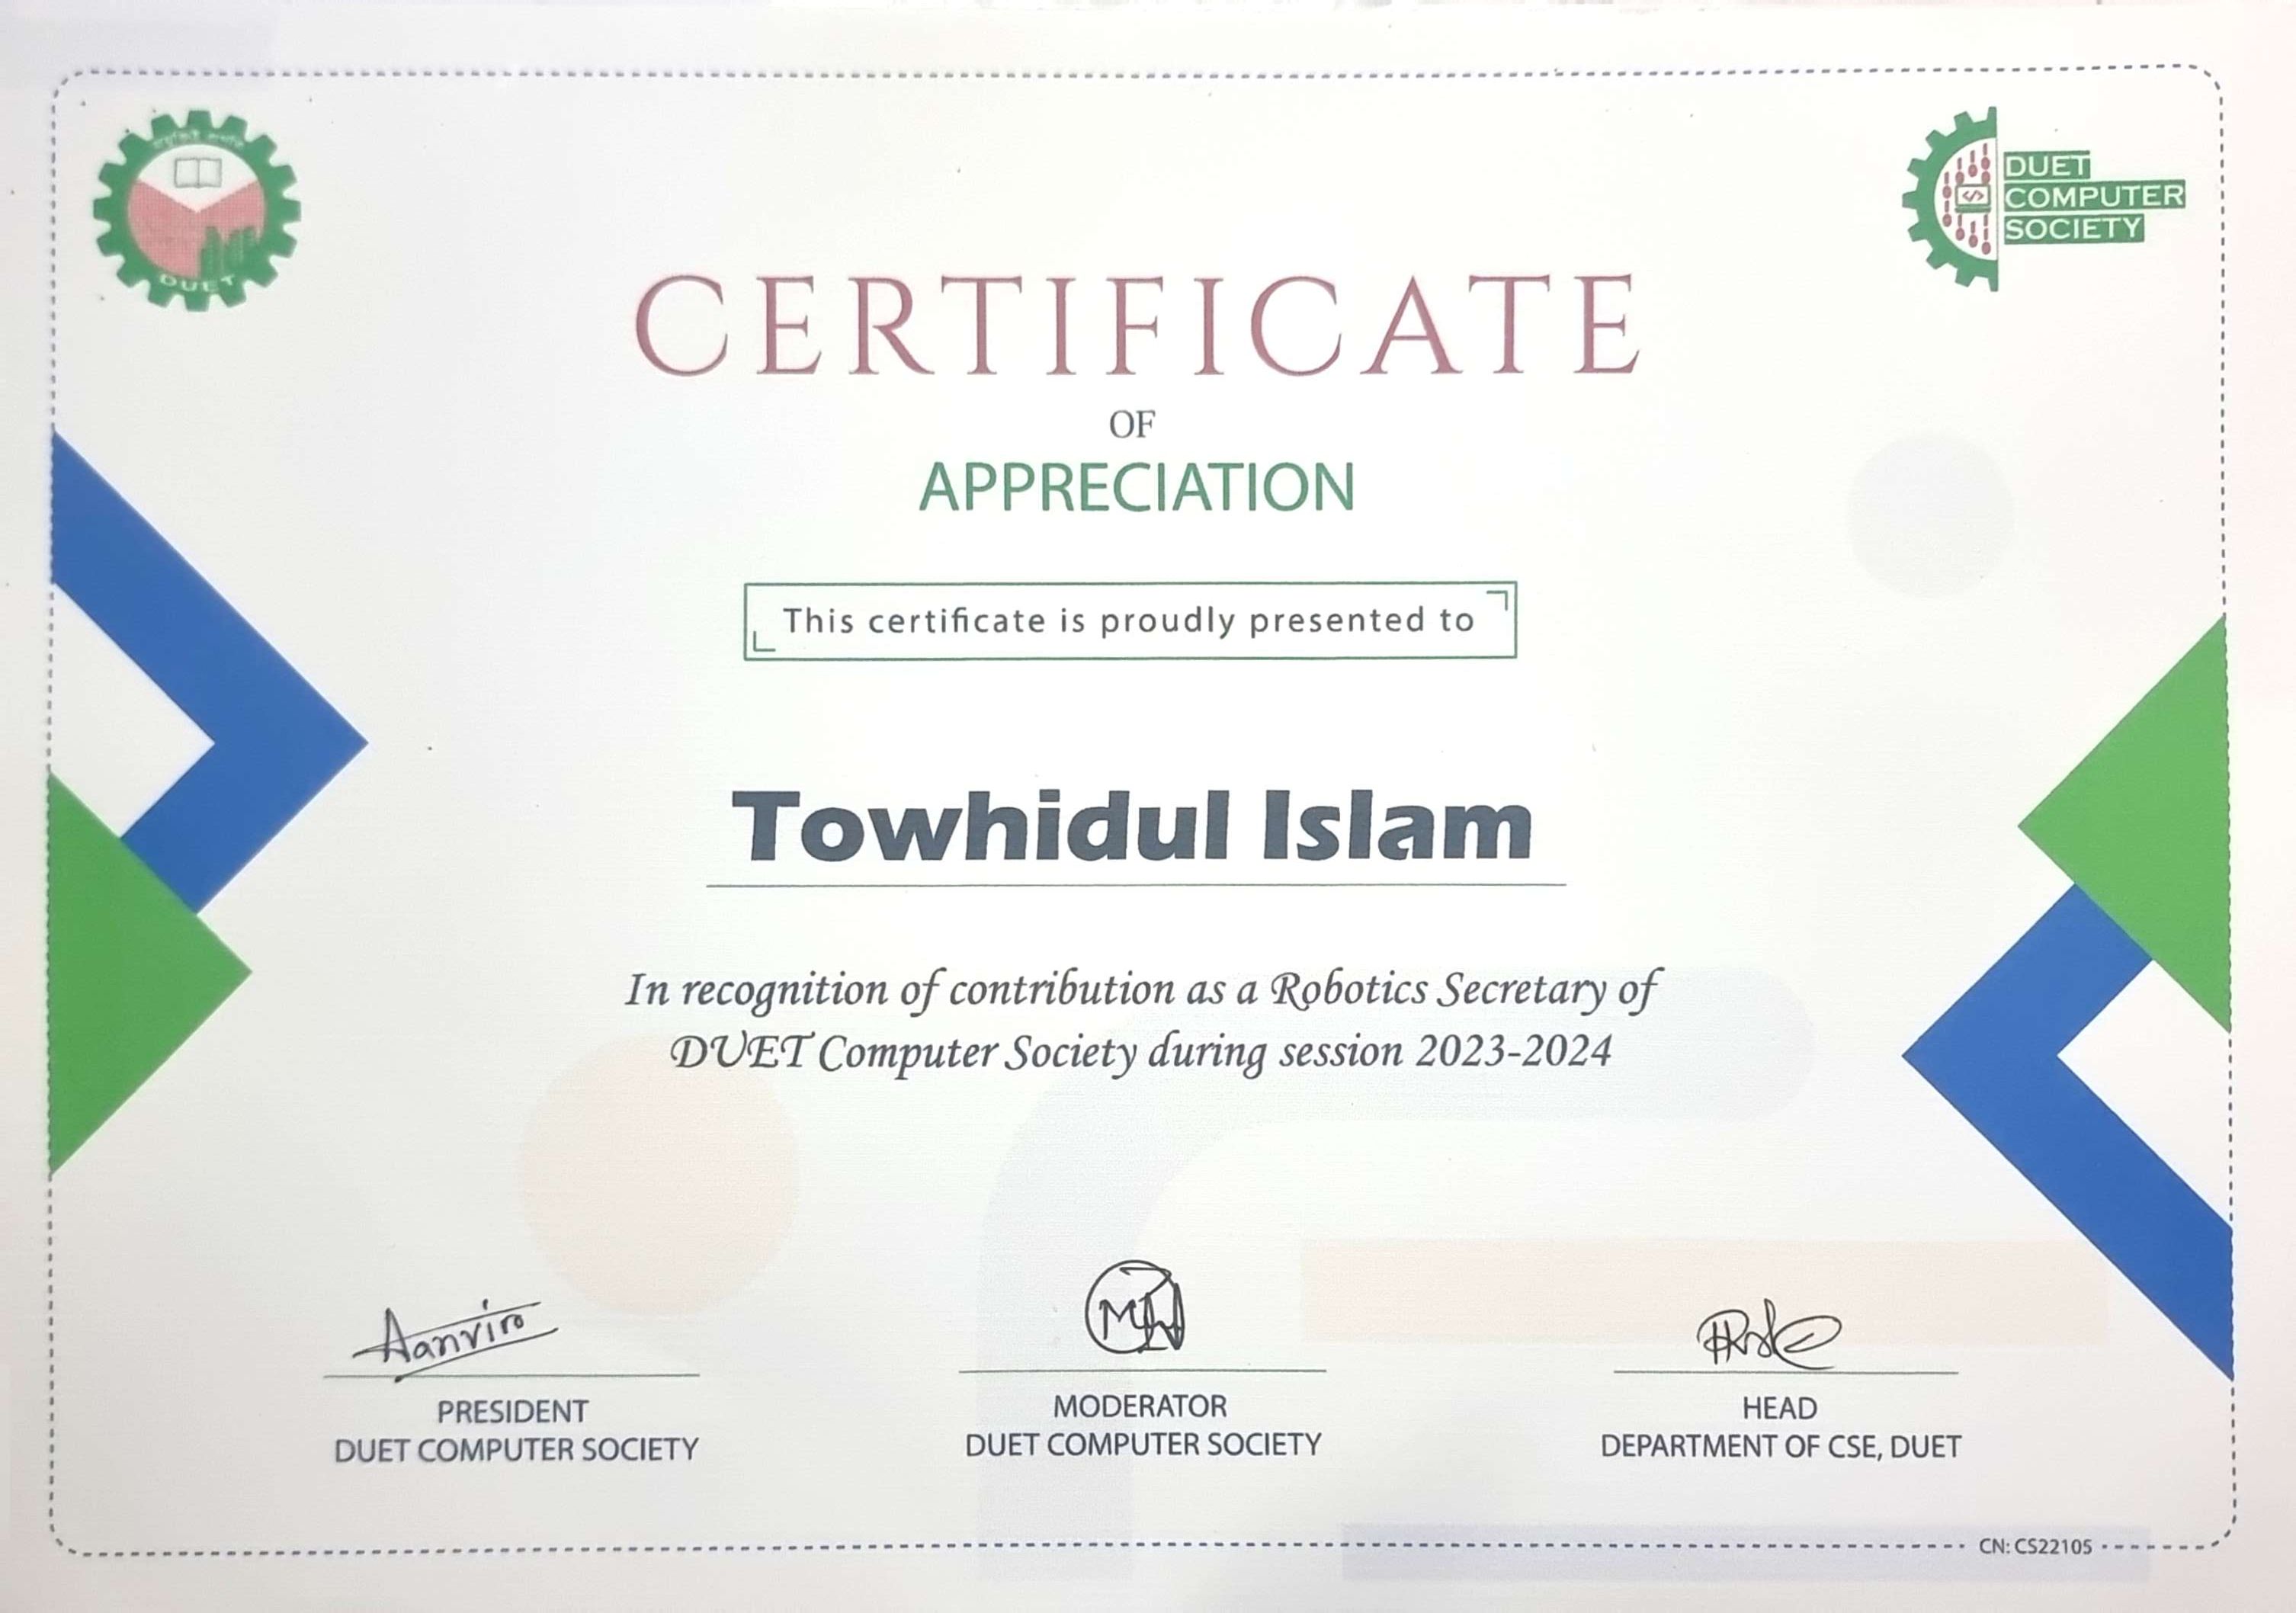 DUET
DUET
COMPUTER
SOCIETY
CERTIFICATE
OF
APPRECIATION
This certificate is proudly presented to
Towhidul Islam
In recognition of contribution as a Robotics Secretary of
DUET Computer Society during session 2023-2024
Aanviro
PRESIDENT
DUET COMPUTER SOCIETY
MODERATOR
DUET COMPUTER SOCIETY
HEAD
DEPARTMENT OF CSE, DUET
CN: CS22105